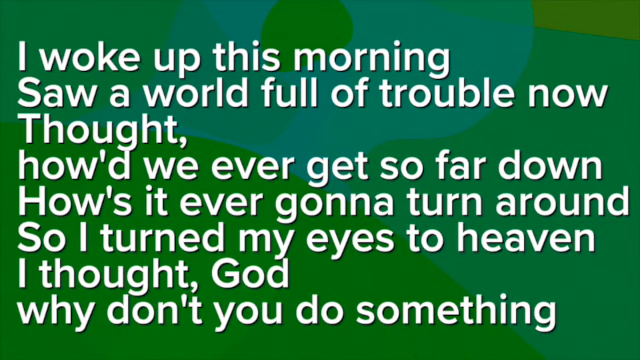 I woke up this morning
Saw a world full of trouble now
Thought,
how'd we ever get so far down
How's it ever gonna turn around
So I turned my eyes to heaven
I thought, God
why don't you do something